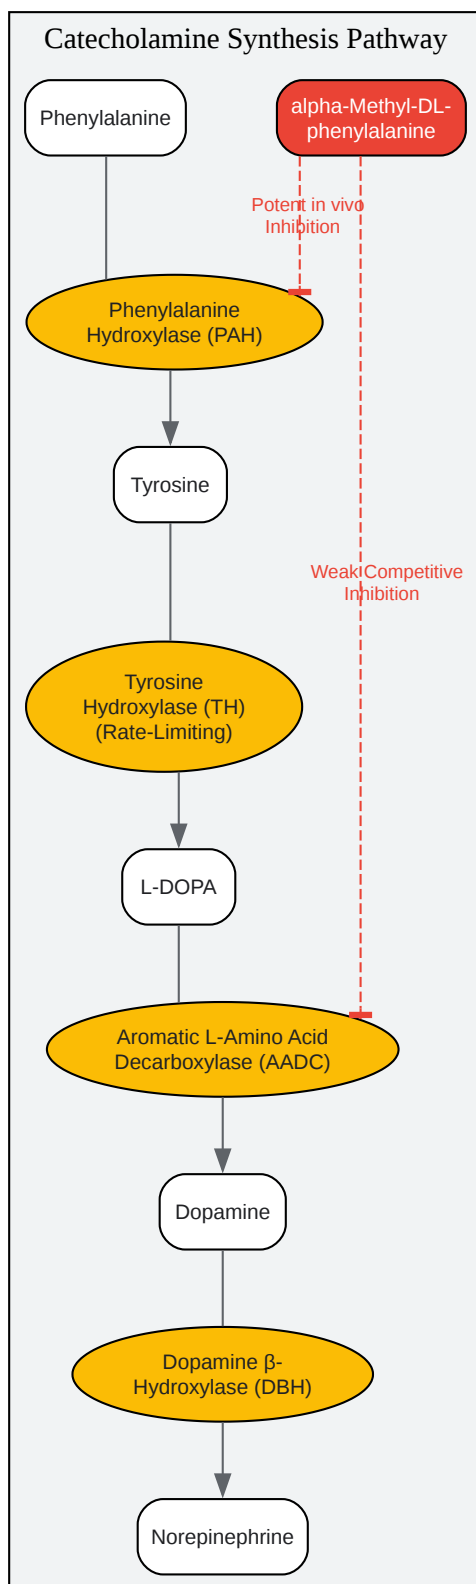 Catecholamine Synthesis Pathway
Phenylalanine
alpha-Methyl-DL-
phenylalanine
Potent in vivo
Inhibition
Phenylalanine
Hydroxylase (PAH)
Tyrosine
Weak Competitive
Inhibition
Tyrosine
Hydroxylase (TH)
(Rate-Limiting)
L-DOPA
Aromatic L-Amino Acid
Decarboxylase (AADC)
Dopamine
Dopamine β-
Hydroxylase (DBH)
Norepinephrine